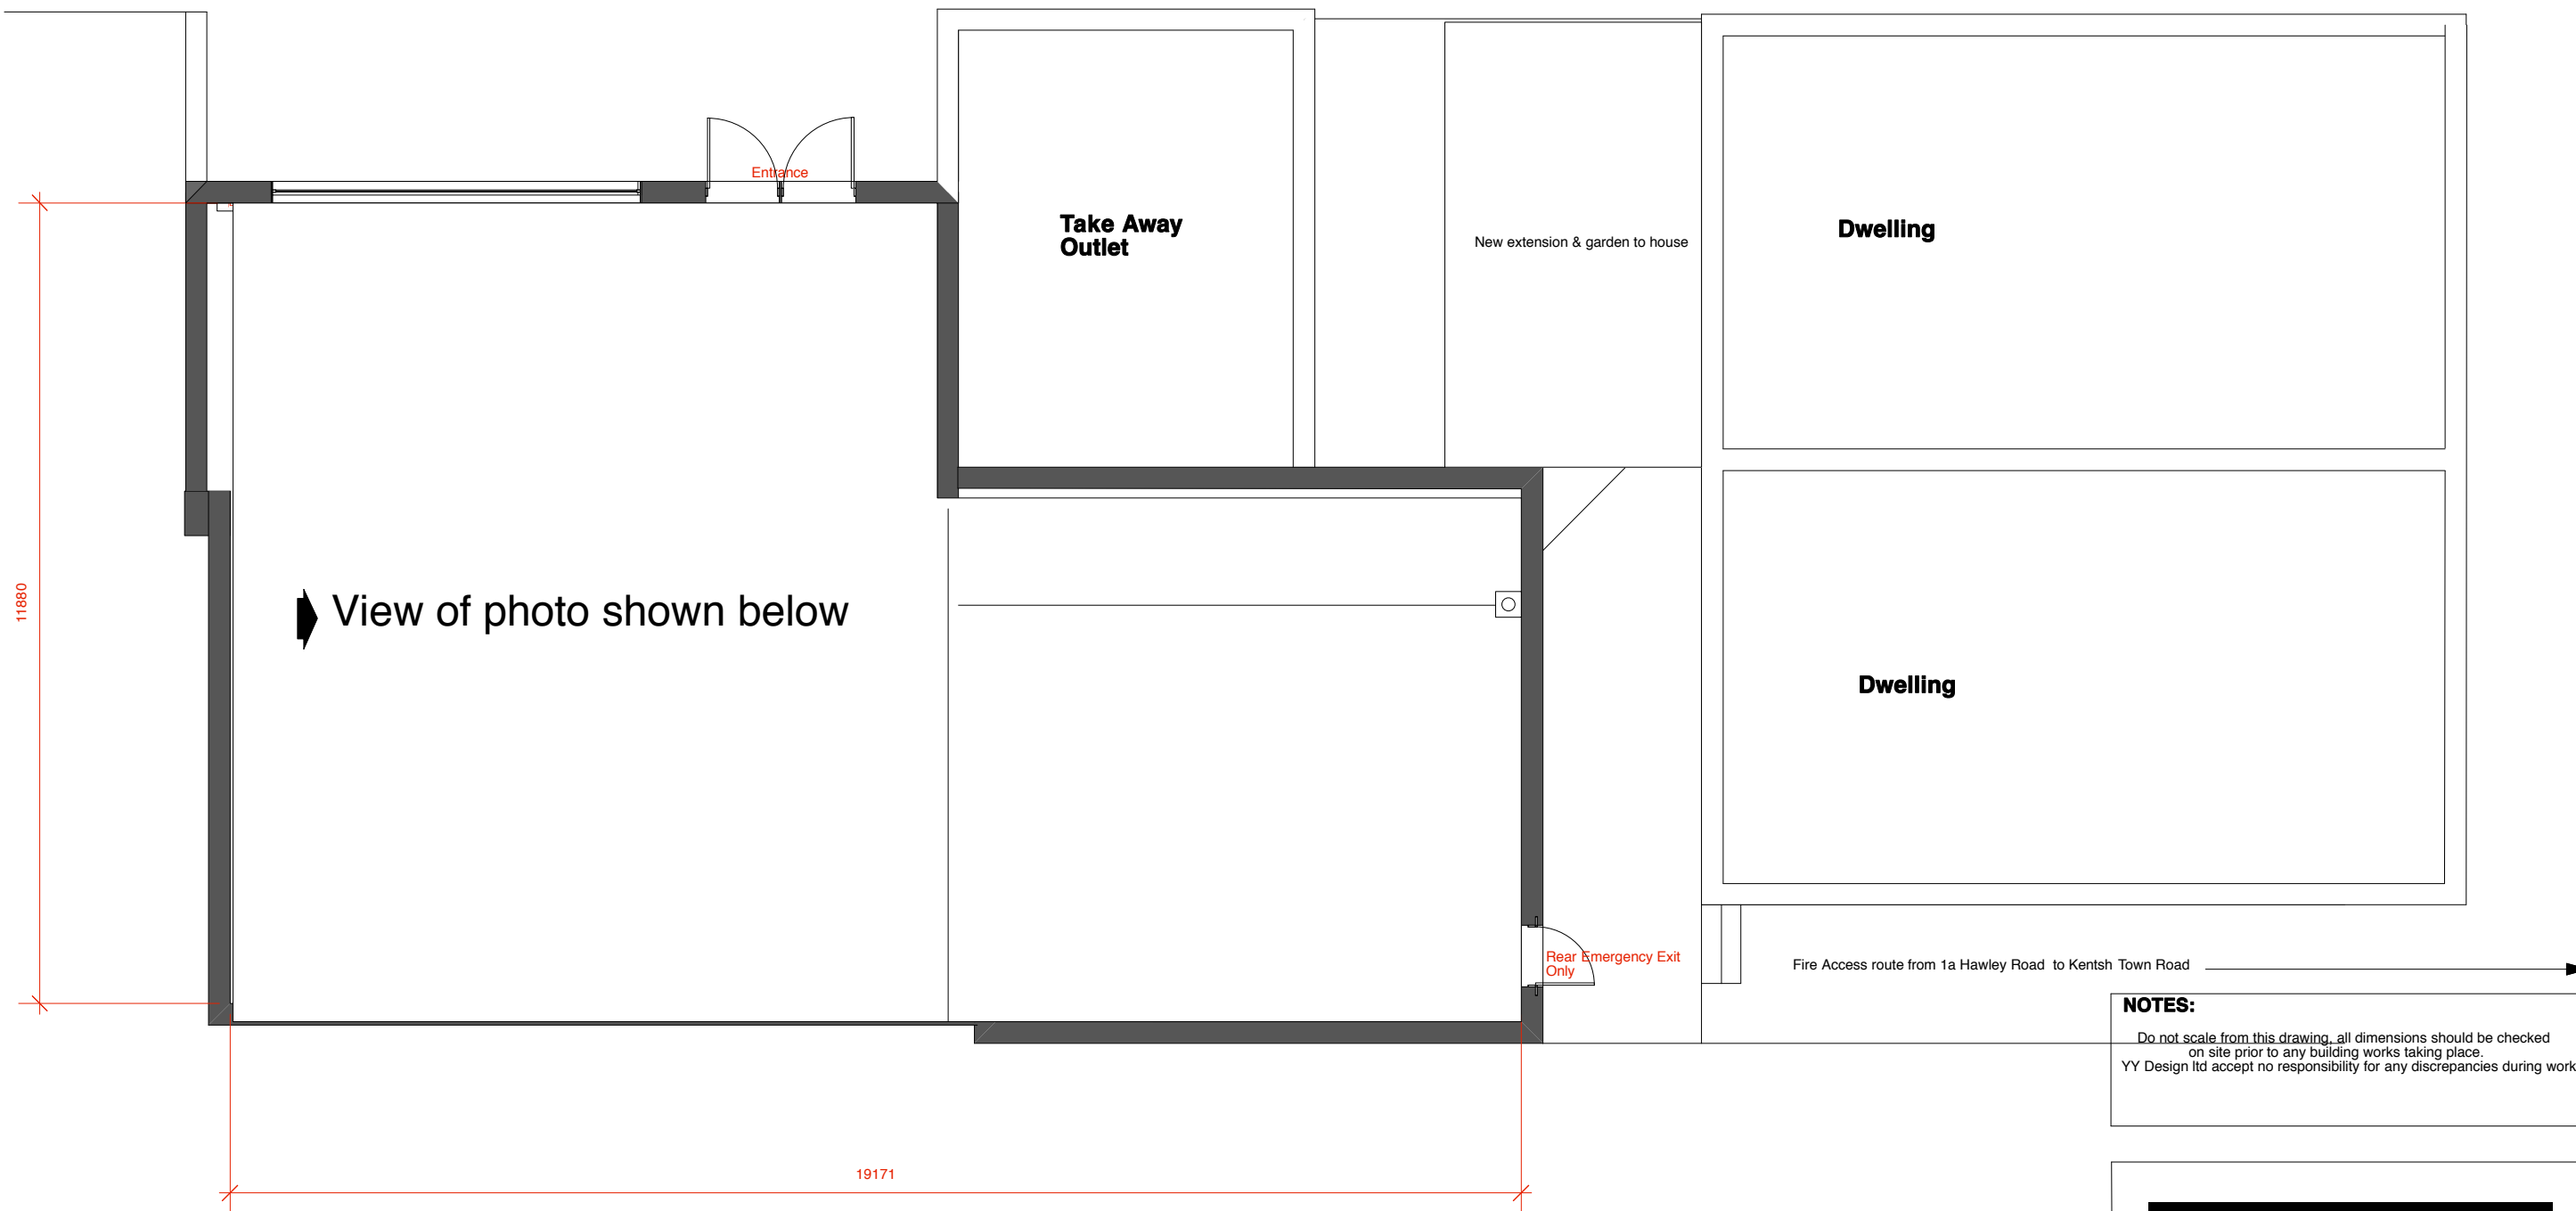 Entrance
Take Away
Outlet
New extension & garden to house
Dwelling
11880
View of photo shown below
Dwelling
Rear Emergency Exit
Only
Fire Access route from 1a Hawley Road to Kentsh Town Road
NOTES:
Do not scale from this drawing, all dimensions should be checked
on site prior to any building works taking place.
YY Design ltd accept no responsibility for any discrepancies during work
19171